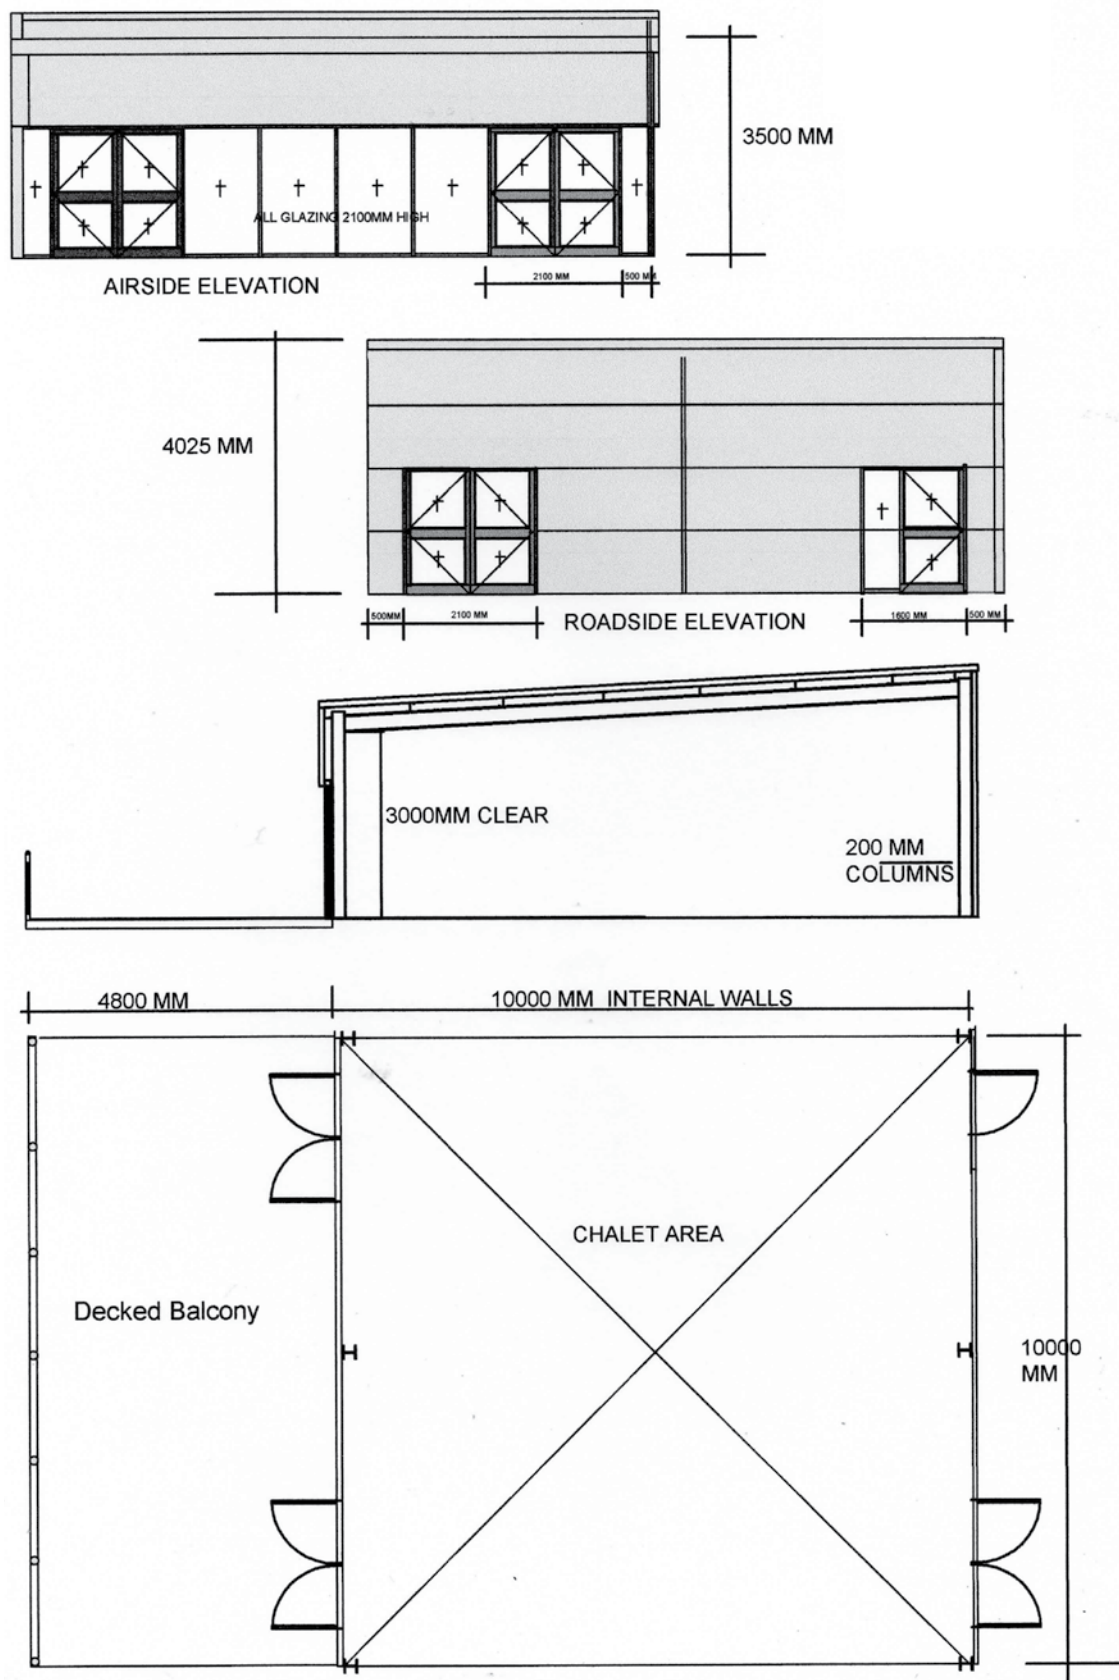 3500 MM
ALL GLAZING 2100MM HIGH
2100 MM
500 MM
AIRSIDE ELEVATION
4025 MM
500MM
2100 MM
ROADSIDE ELEVATION
1600 MM
500 MM
3000MM CLEAR
200 MM
COLUMNS
4800 MM
10000 MM INTERNAL WALLS
CHALET AREA
Decked Balcony
10000
MM